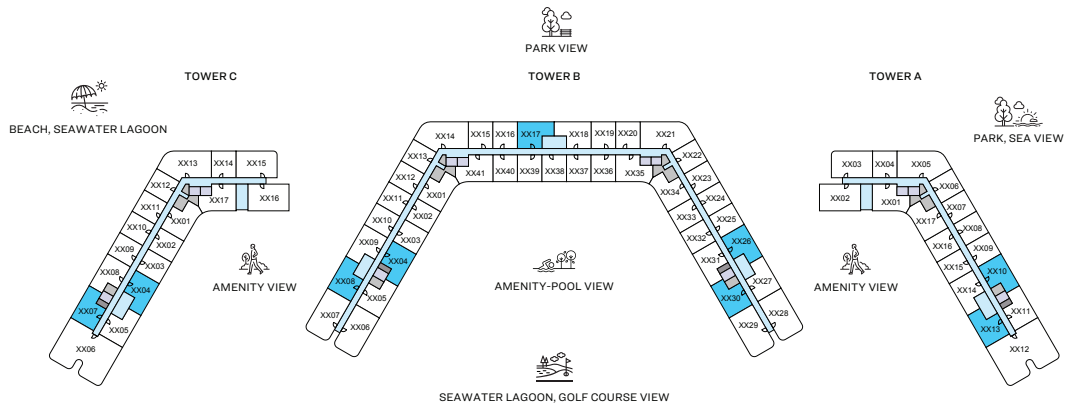 PARK VIEW
TOWER C
TOWER B
TOWER A
BEACH, SEAWATER LAGOON
PARK, SEA VIEW
XX13 XX14 XX15
XX12
XX11
XX10
XX09
XX08
XX07
XX06
XX05
XX04
XX03
XX02
XX01
XX17
XX16
AMENITY VIEW
XX14 XX15 XX16 XX17 XX18 XX19 XX20 XX21
XX13
XX12
XX11
XX10
XX09
XX08
XX07
XX06
XX05
XX04
XX03
XX02
XX01
XX41 XX40 XX39 XX38 XX37 XX36 XX35
XX22
XX23
XX24
XX25
XX26
XX27
XX28
XX29
XX30
XX31
XX32
XX33
XX34
AMENITY-POOL VIEW
AMENITY VIEW
XX03 XX04 XX05
XX02 XX01
XX06
XX07
XX08
XX09
XX10
XX11
XX12
XX13
XX14
XX15
XX16
XX17
SEAWATER LAGOON, GOLF COURSE VIEW